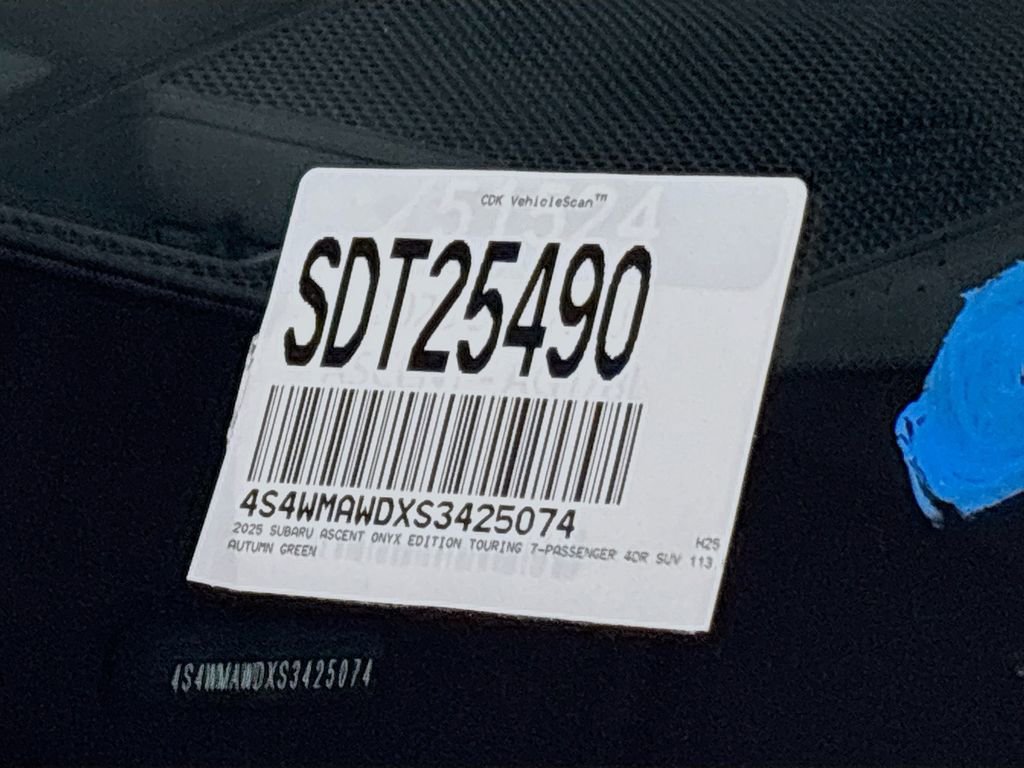 CDK VehicleScan™
SDT25490
4S4WMAWDXS3425074
H25
2025 SUBARU ASCENT ONYX EDITION TOURING 7-PASSENGER 4DR SUV 113.
AUTUMN GREEN
4S4WMAWDXS3425074